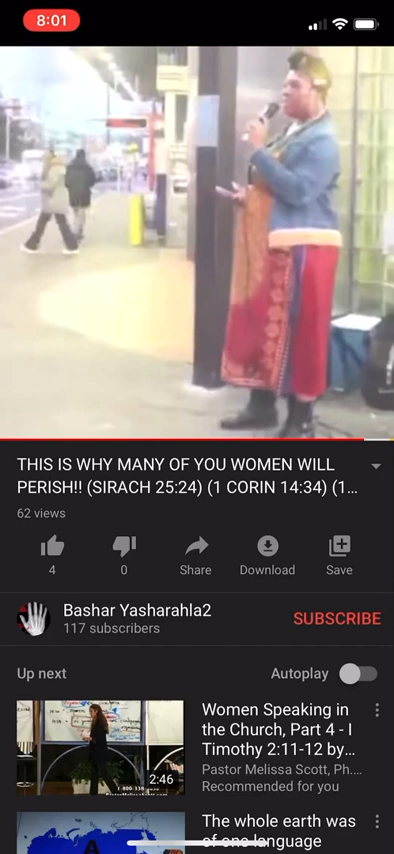 8:01
THIS IS WHY MANY OF YOU WOMEN WILL
PERISH!! (SIRACH 25:24) (1 CORIN 14:34) (1...
62 views
4
0
Share
Download
Save
Bashar Yasharahla2
117 subscribers
SUBSCRIBE
Up next
Autoplay
Women Speaking in
the Church, Part 4 - I
Timothy 2:11-12 by...
Pastor Melissa Scott, Ph....
Recommended for you
2:46
The whole earth was
of one language
A